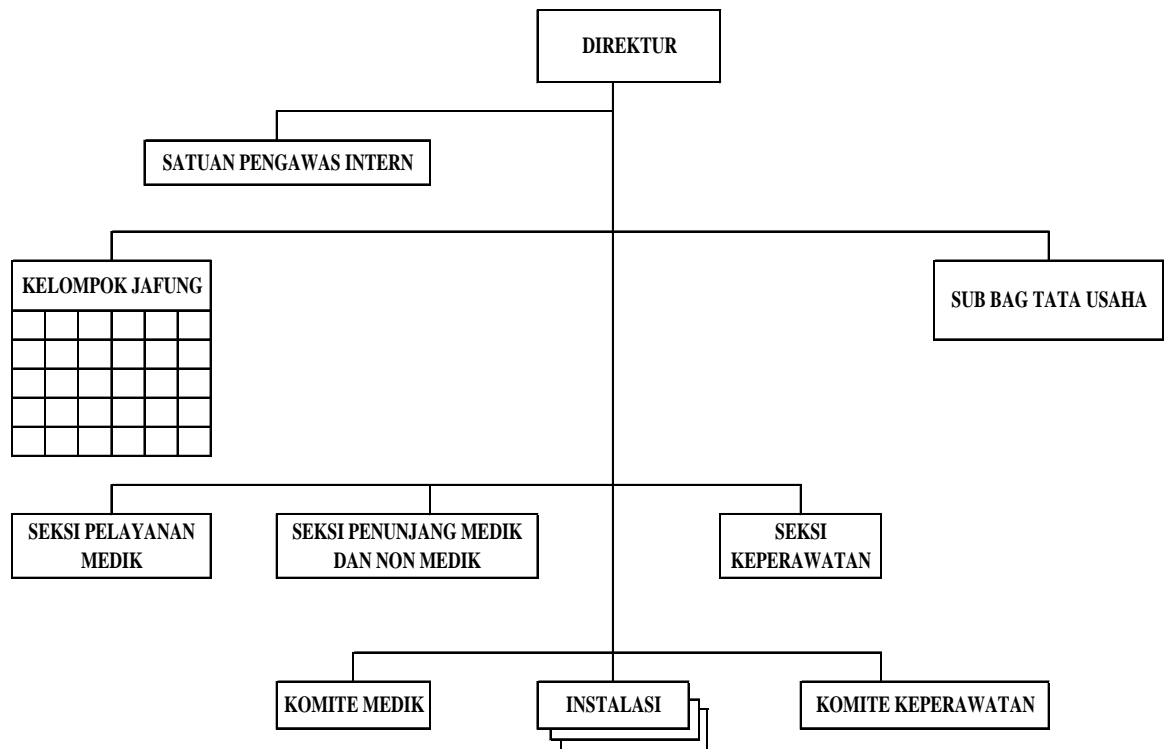 DIREKTUR
SATUAN PENGAWAS INTERN
KELOMPOK JAFUNG
SUB BAG TATA USAHA
SEKSI PELAYANAN
MEDIK
SEKSI PENUNJANG MEDIK
DAN NON MEDIK
SEKSI
KEPERAWATAN
KOMITE MEDIK
INSTALASI
KOMITE KEPERAWATAN